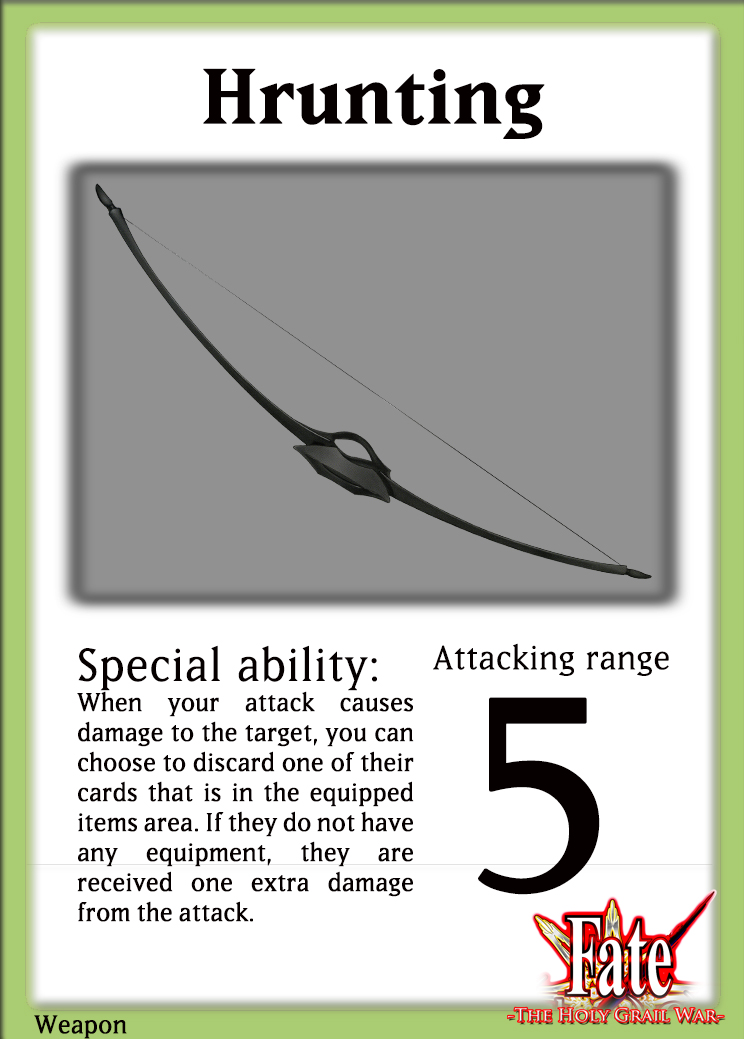 Hrunting
Special ability:
When your attack causes
damage to the target, you can
choose to discard one of their
cards that is in the equipped
items area. If they do not have
any equipment, they are
received one extra damage
from the attack.
Attacking range
5
Fate
-The Holy Grail War-
Weapon